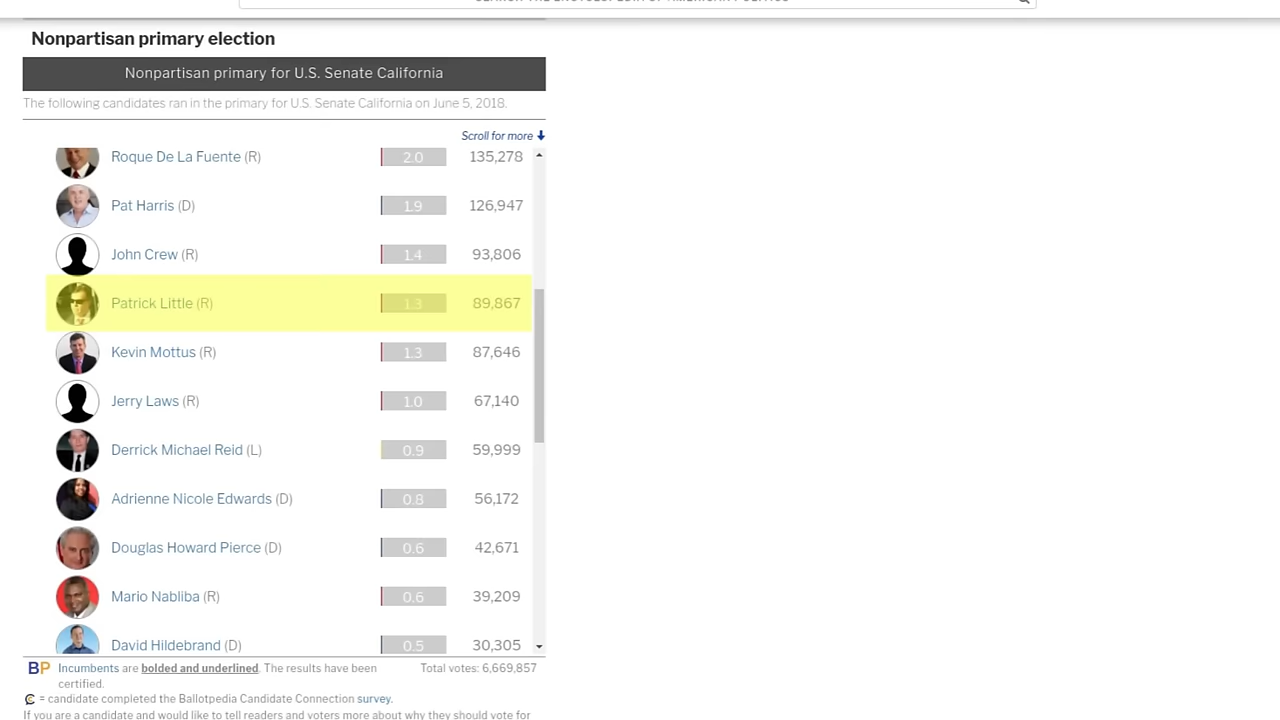 Nonpartisan primary election
Nonpartisan primary for U.S. Senate California
The following candidates ran in the primary for U.S. Senate California on June 5, 2018.
Scroll for more
Roque De La Fuente (R) 2.0 135,278
Pat Harris (D) 1.9 126,947
John Crew (R) 1.4 93,806
Patrick Little (R) 1.3 89,867
Kevin Mottus (R) 1.3 87,646
Jerry Laws (R) 1.0 67,140
Derrick Michael Reid (L) 0.9 59,999
Adrienne Nicole Edwards (D) 0.8 56,172
Douglas Howard Pierce (D) 0.6 42,671
Mario Nabliba (R) 0.6 39,209
David Hildebrand (D) 0.5 30,305
BP Incumbents are bolded and underlined. The results have been certified. Total votes: 6,669,857
C = candidate completed the Ballotpedia Candidate Connection survey.
If you are a candidate and would like to tell readers and voters more about why they should vote for